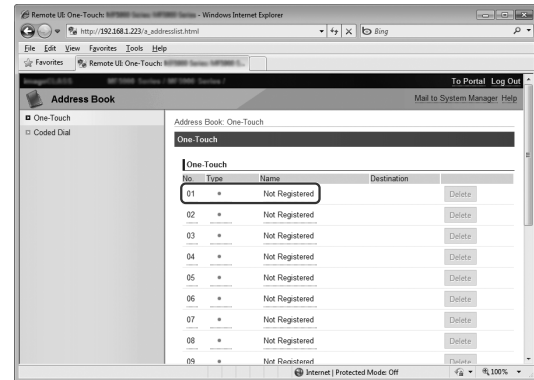 Remote UI: One-Touch: - Windows Internet Explorer
http://192.168.1.223/a_addresslist.html
Bing
File Edit View Favorites Tools Help
Favorites Remote UI: One-Touch:
To Portal Log Out
Address Book Mail to System Manager Help
One-Touch
Coded Dial
Address Book: One-Touch
One-Touch
One-Touch
No. Type Name Destination
01 Not Registered Delete
02 Not Registered Delete
03 Not Registered Delete
04 Not Registered Delete
05 Not Registered Delete
06 Not Registered Delete
07 Not Registered Delete
08 Not Registered Delete
09 Not Registered Delete
Internet | Protected Mode: Off 100%